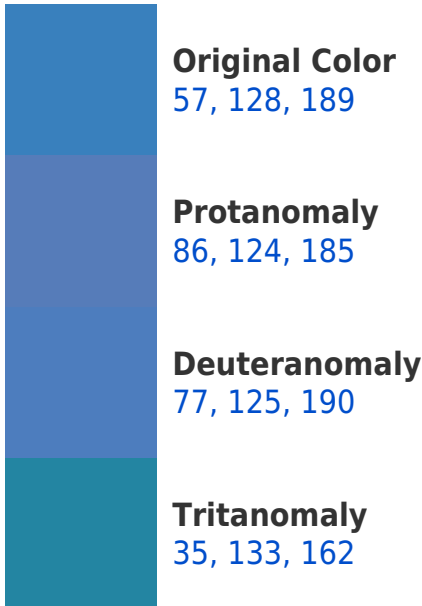 Original Color
57, 128, 189
Protanomaly
86, 124, 185
Deuteranomaly
77, 125, 190
Tritanomaly
35, 133, 162